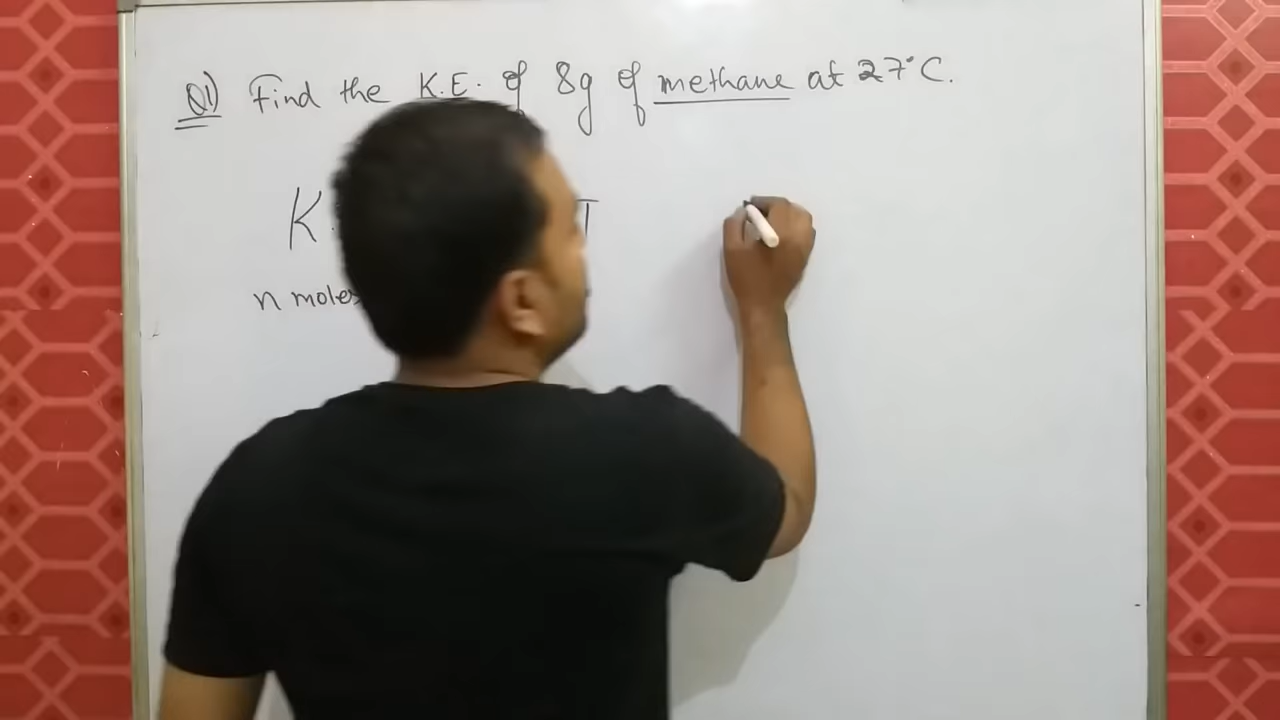 Q1) Find the K.E. of 8g of methane at 27°C.
K. T
n moles